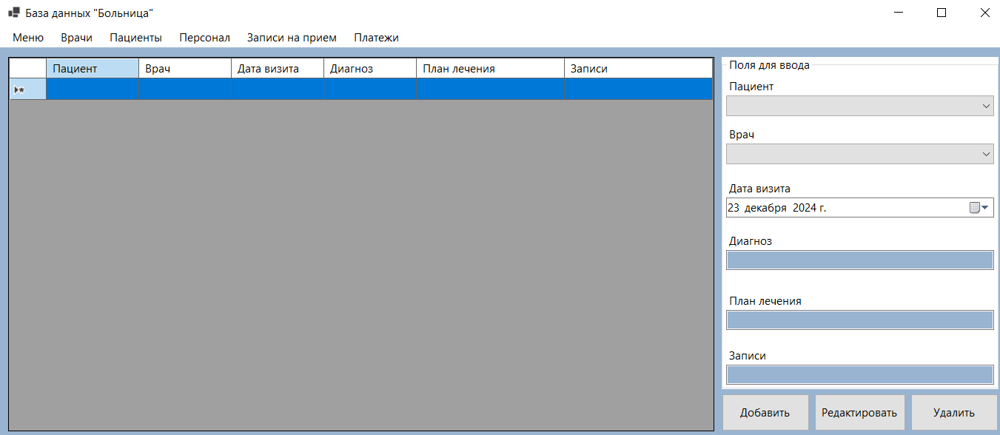 База данных "Больница"
Меню Врачи Пациенты Персонал Записи на прием Платежи
Пациент Врач Дата визита Диагноз План лечения Записи
Поля для ввода
Пациент
Врач
Дата визита
23 декабря 2024 г.
Диагноз
План лечения
Записи
Добавить Редактировать Удалить